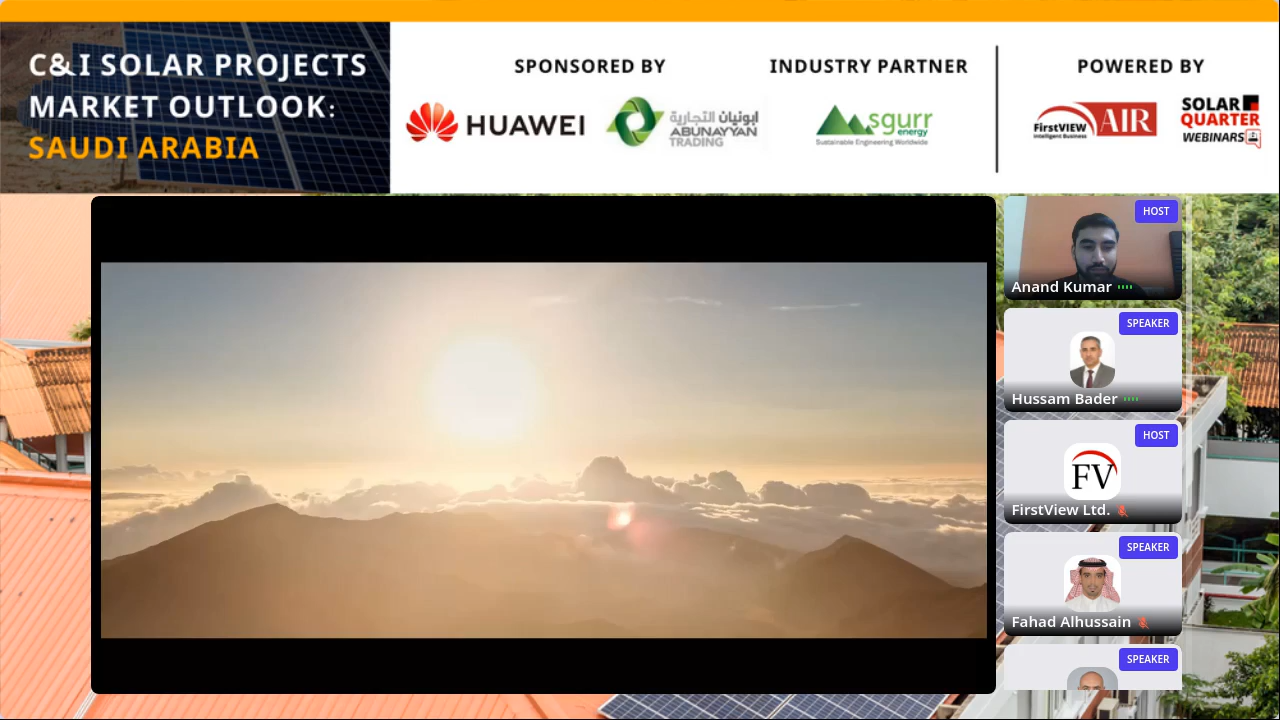 C&I SOLAR PROJECTS
MARKET OUTLOOK:
SAUDI ARABIA
SPONSORED BY
HUAWEI
ابونيان التجارية
ABUNAYYAN
TRADING
INDUSTRY PARTNER
sgurr
energy
Sustainable Engineering Worldwide
POWERED BY
FirstVIEW
Intelligent Business
AIR
SOLAR
QUARTER
WEBINARS
HOST
Anand Kumar
SPEAKER
Hussam Bader
HOST
FV
FirstView Ltd.
SPEAKER
Fahad Alhussain
SPEAKER